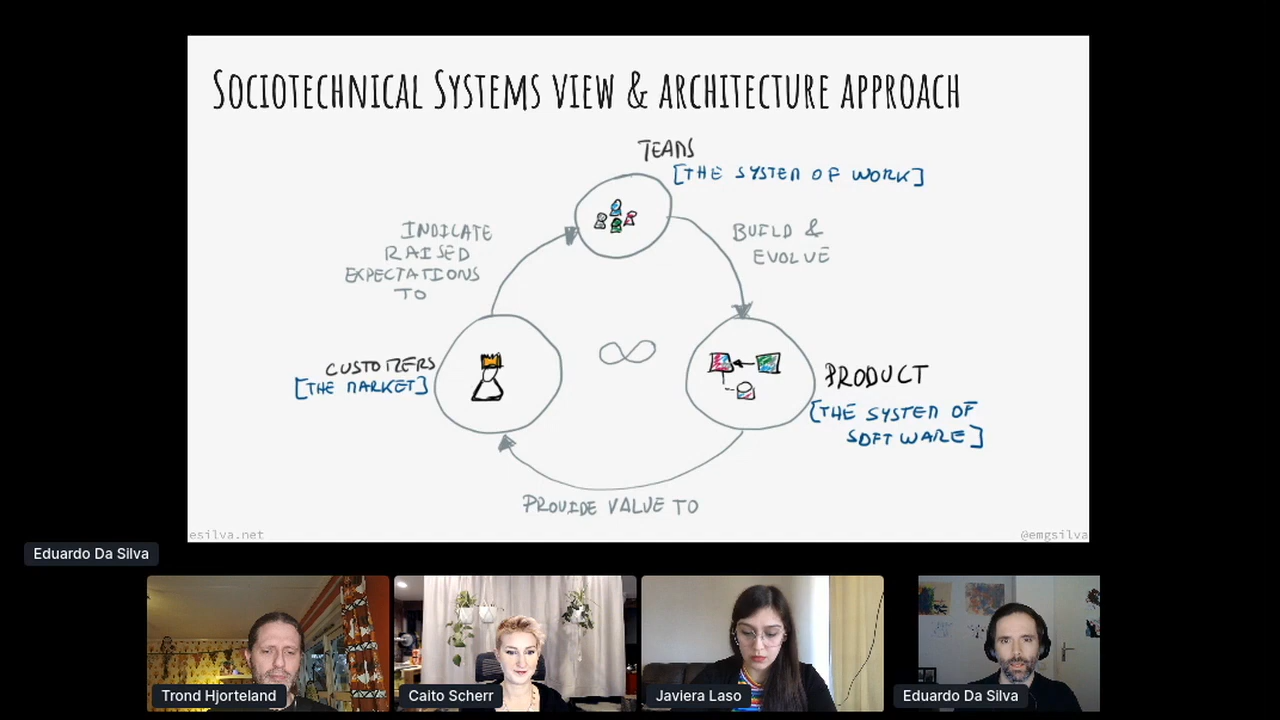 SOCIOTECHNICAL SYSTEMS VIEW & ARCHITECTURE APPROACH
TEAMS
[THE SYSTEM OF WORK]
INDICATE
RAISED
EXPECTATIONS
TO
BUILD &
EVOLVE
CUSTOMERS
[THE MARKET]
PRODUCT
[THE SYSTEM OF
SOFTWARE]
PROVIDE VALUE TO
esilva.net
@emgsilva
Eduardo Da Silva
Trond Hjorteland
Caito Scherr
Javiera Laso
Eduardo Da Silva